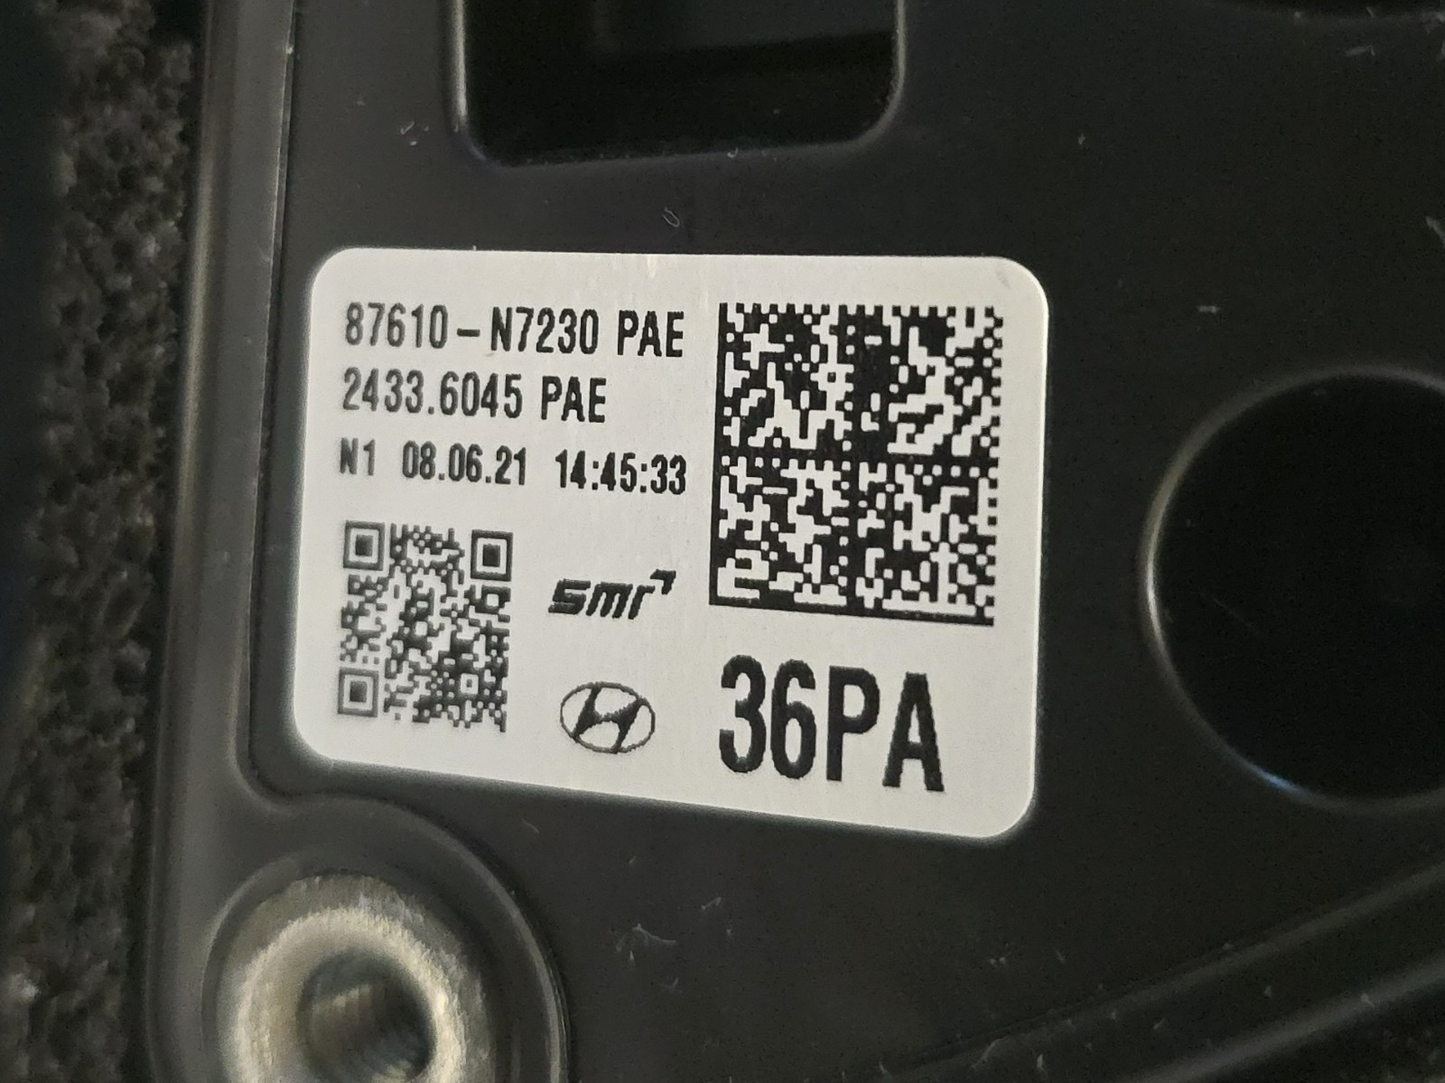 87610-N7230 PAE
2433.6045 PAE
N1 08.06.21 14:45:33
smr
36PA